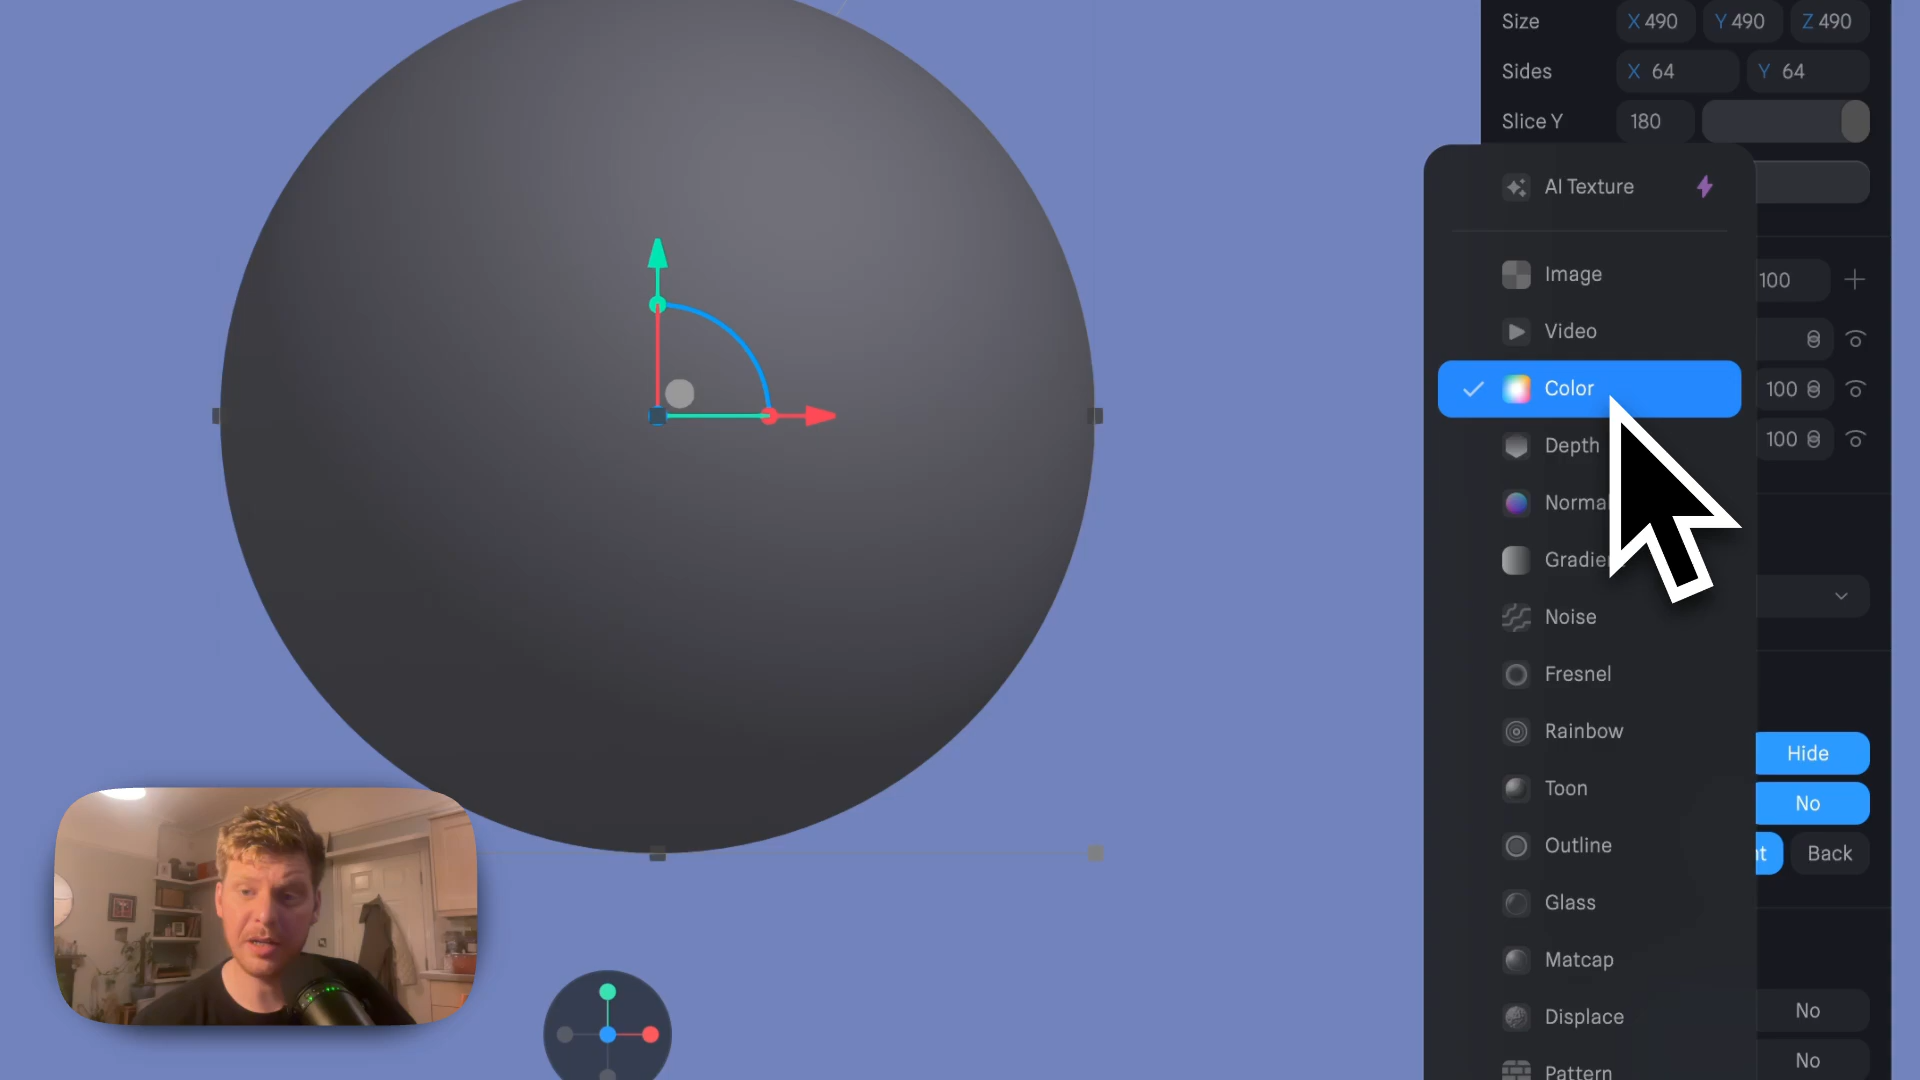 Size X 490 Y 490 Z 490
Sides X 64 Y 64
Slice Y 180
AI Texture
Image
100
Video
Color
100
Depth
100
Normal
Gradie
Noise
Fresnel
Rainbow
Hide
Toon
No
Outline
Back
Glass
Matcap
Displace
No
Pattern
No